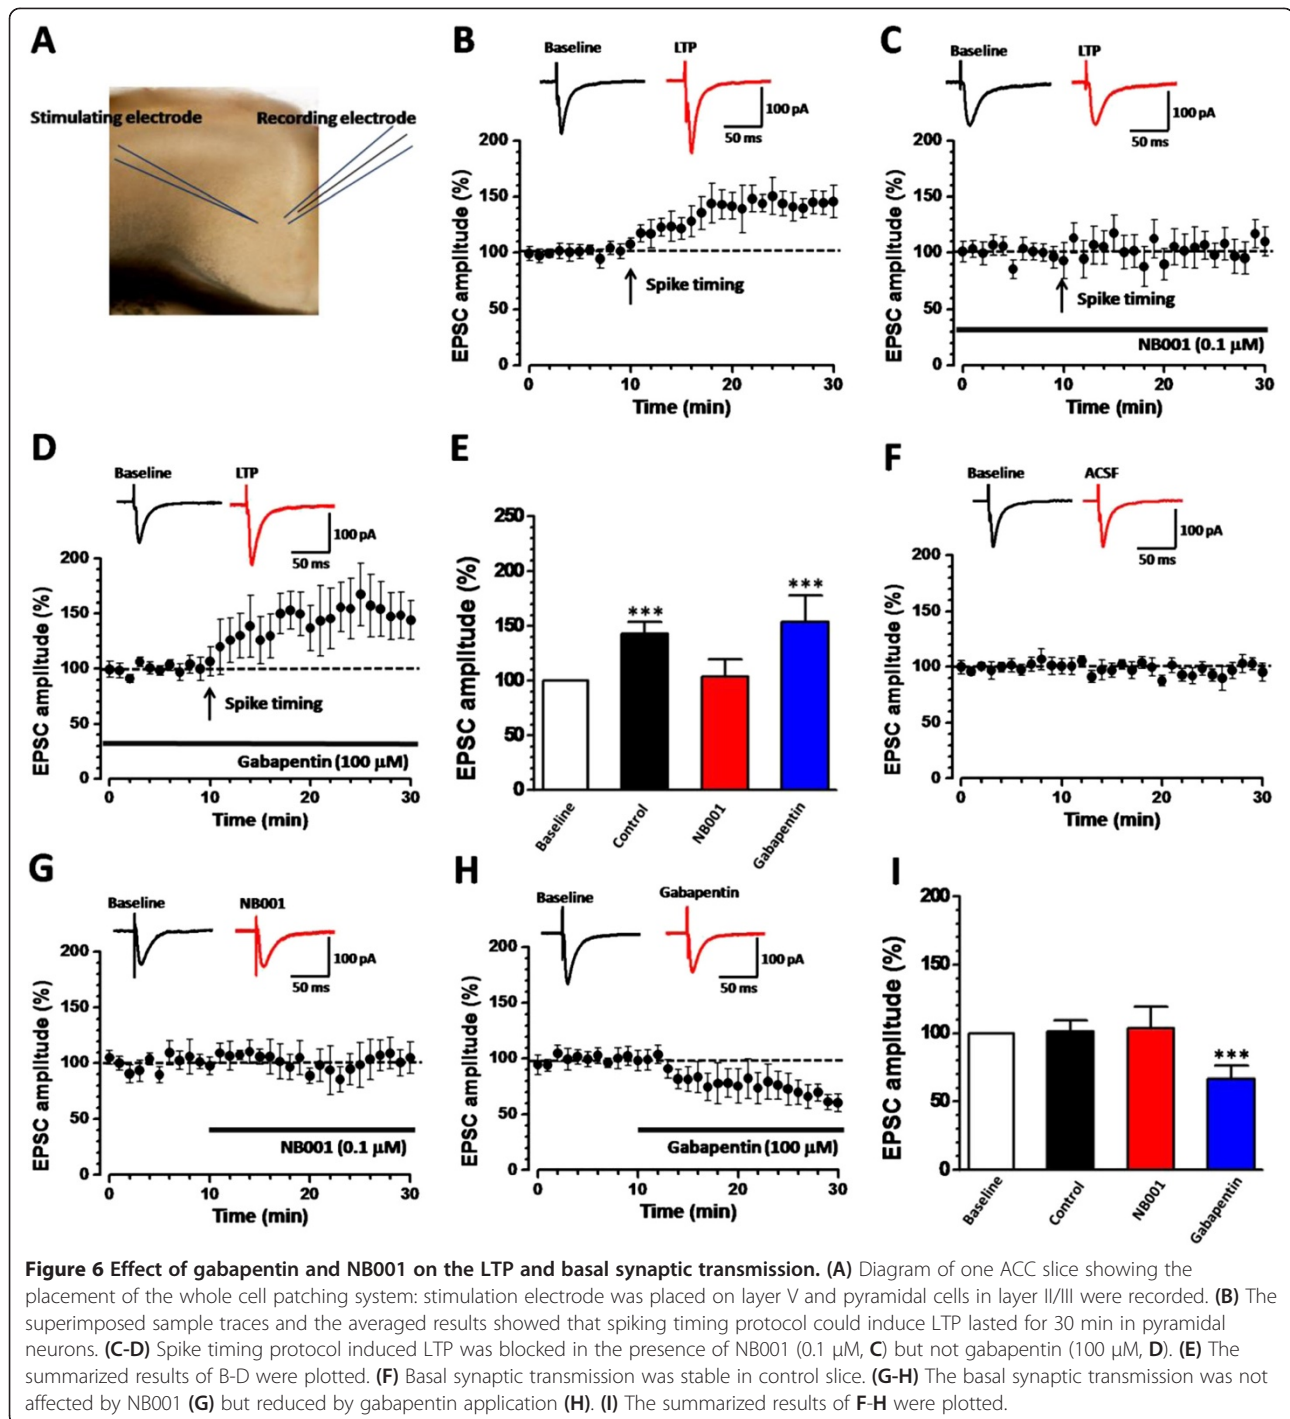 A
Stimulating electrode
Recording electrode
B
Baseline
LTP
100 pA
50 ms
EPSC amplitude (%)
200
150
100
50
0
Spike timing
0 10 20 30
Time (min)
C
Baseline
LTP
100 pA
50 ms
EPSC amplitude (%)
200
150
100
50
0
Spike timing
NB001 (0.1 µM)
0 10 20 30
Time (min)
D
Baseline
LTP
100 pA
50 ms
EPSC amplitude (%)
200
150
100
50
0
Spike timing
Gabapentin (100 µM)
0 10 20 30
Time (min)
E
EPSC amplitude (%)
250
200
150
100
50
0
***
***
Baseline
Control
NB001
Gabapentin
F
Baseline
ACSF
100 pA
50 ms
EPSC amplitude (%)
200
150
100
50
0
0 10 20 30
Time (min)
G
Baseline
NB001
100 pA
50 ms
EPSC amplitude (%)
200
150
100
50
0
NB001 (0.1 µM)
0 10 20 30
Time (min)
H
Baseline
Gabapentin
100 pA
50 ms
EPSC amplitude (%)
200
150
100
50
0
Gabapentin (100 µM)
0 10 20 30
Time (min)
I
EPSC amplitude (%)
200
150
100
50
0
***
Baseline
Control
NB001
Gabapentin
Figure 6 Effect of gabapentin and NB001 on the LTP and basal synaptic transmission. (A) Diagram of one ACC slice showing the
placement of the whole cell patching system: stimulation electrode was placed on layer V and pyramidal cells in layer II/III were recorded. (B) The
superimposed sample traces and the averaged results showed that spiking timing protocol could induce LTP lasted for 30 min in pyramidal
neurons. (C-D) Spike timing protocol induced LTP was blocked in the presence of NB001 (0.1 µM, C) but not gabapentin (100 µM, D). (E) The
summarized results of B-D were plotted. (F) Basal synaptic transmission was stable in control slice. (G-H) The basal synaptic transmission was not
affected by NB001 (G) but reduced by gabapentin application (H). (I) The summarized results of F-H were plotted.